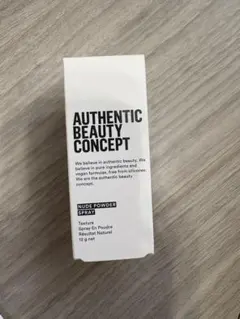 AUTHENTIC
BEAUTY
CONCEPT
We believe in authentic beauty. We
believe in pure ingredients and
vegan formulas, free from silicones.
We are the authentic beauty
concept.
NUDE POWDER
SPRAY
Texture
Spray En Poudre
Résultat Naturel
12 g net